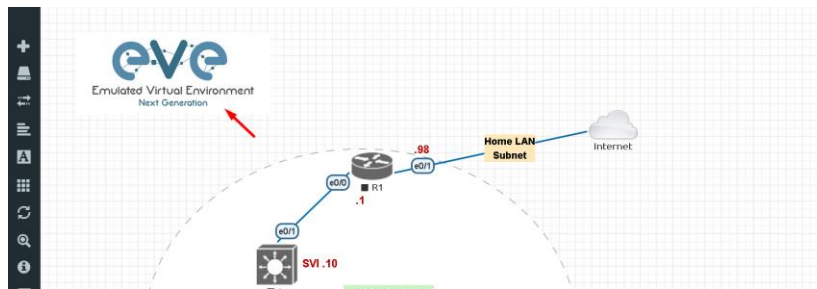 eve
Emulated Virtual Environment
Next Generation
Home LAN
Subnet
Internet
.98
e0/1
e0/0
R1
.1
e0/1
SVI .10